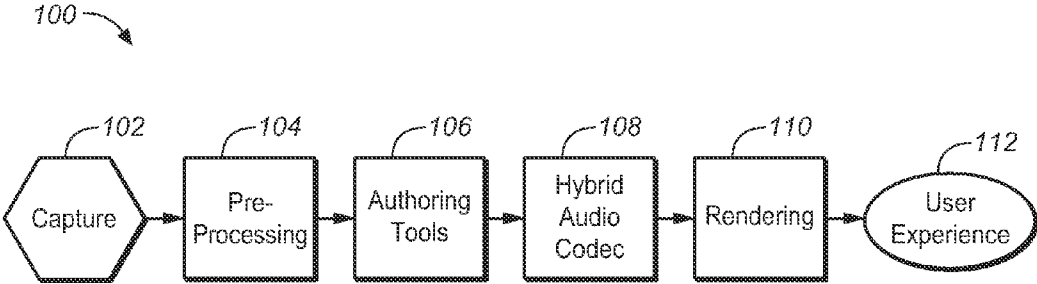 100
102
104
106
108
110
112
Capture
Pre-
Processing
Authoring
Tools
Hybrid
Audio
Codec
Rendering
User
Experience